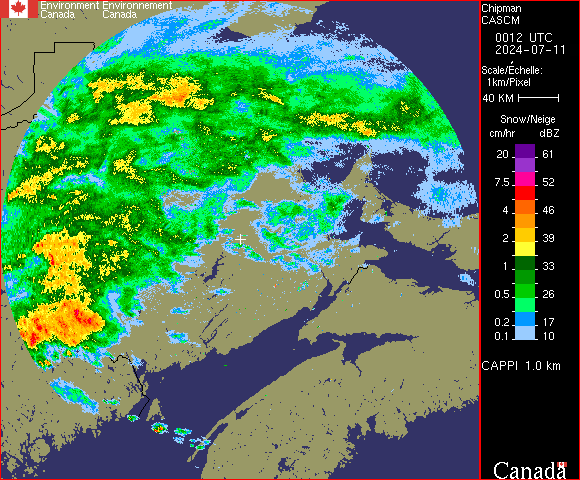 Environment Environnement
Canada Canada
Chipman
CASCM
0012 UTC
2024-07-11
Scale/Échelle:
1km/Pixel
40 KM
Snow/Neige
cm/hr dBZ
20 61
7.5 52
4 46
2 39
1 33
0.5 26
0.2 17
0.1 10
CAPPI 1.0 km
Canada